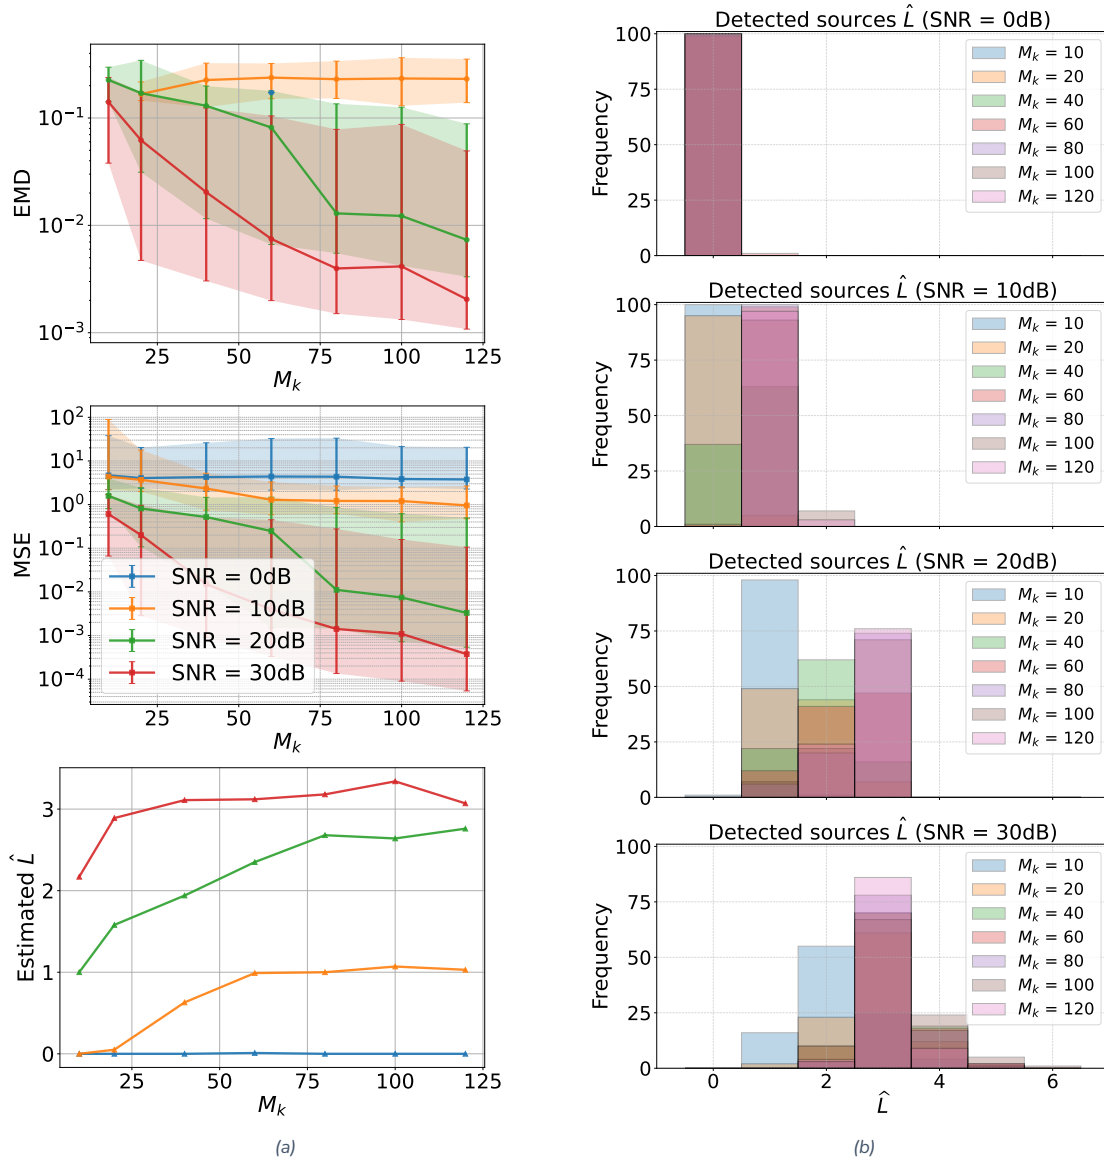 EMD
10⁻¹
10⁻²
10⁻³
25 50 75 100 125
M_k
MSE
10²
10¹
10⁰
10⁻¹
10⁻²
10⁻³
10⁻⁴
SNR = 0dB
SNR = 10dB
SNR = 20dB
SNR = 30dB
25 50 75 100 125
M_k
Estimated L̂
3
2
1
0
25 50 75 100 125
M_k
(a)
Detected sources L̂ (SNR = 0dB)
Frequency
100
75
50
25
0
M_k = 10
M_k = 20
M_k = 40
M_k = 60
M_k = 80
M_k = 100
M_k = 120
Detected sources L̂ (SNR = 10dB)
Frequency
100
75
50
25
0
M_k = 10
M_k = 20
M_k = 40
M_k = 60
M_k = 80
M_k = 100
M_k = 120
Detected sources L̂ (SNR = 20dB)
Frequency
100
75
50
25
0
M_k = 10
M_k = 20
M_k = 40
M_k = 60
M_k = 80
M_k = 100
M_k = 120
Detected sources L̂ (SNR = 30dB)
Frequency
100
75
50
25
0
M_k = 10
M_k = 20
M_k = 40
M_k = 60
M_k = 80
M_k = 100
M_k = 120
0 2 4 6
L̂
(b)